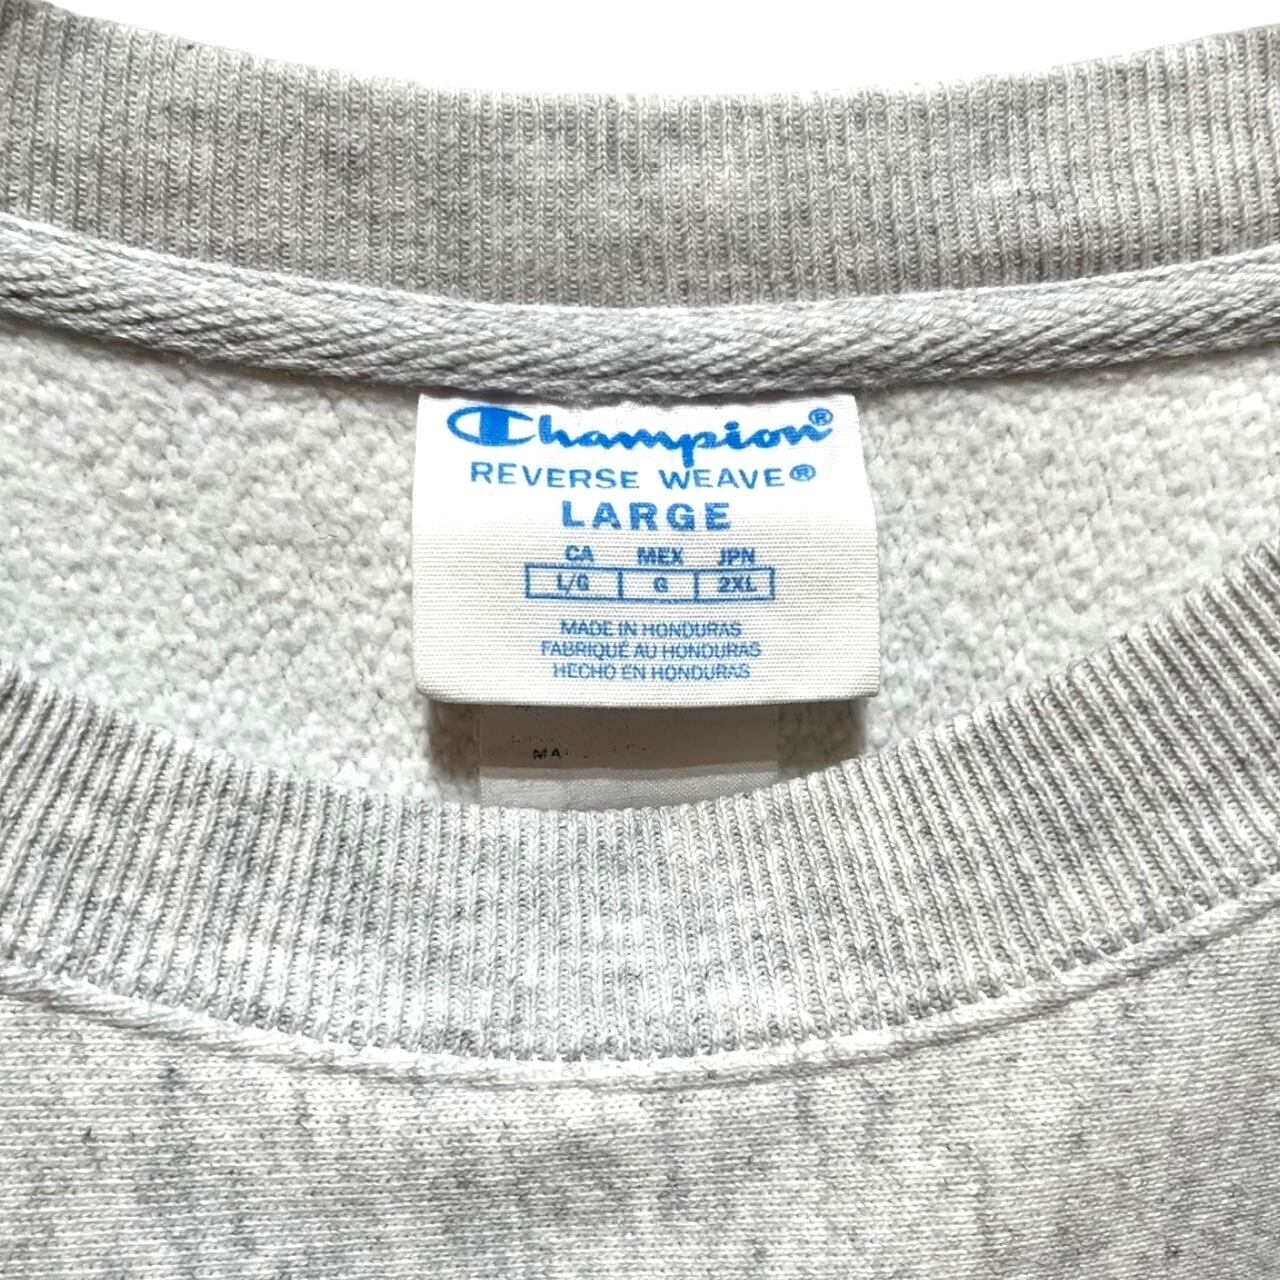 Champion®
REVERSE WEAVE®
LARGE
CA MEX JPN
L/G G 2XL
MADE IN HONDURAS
FABRIQUÉ AU HONDURAS
HECHO EN HONDURAS